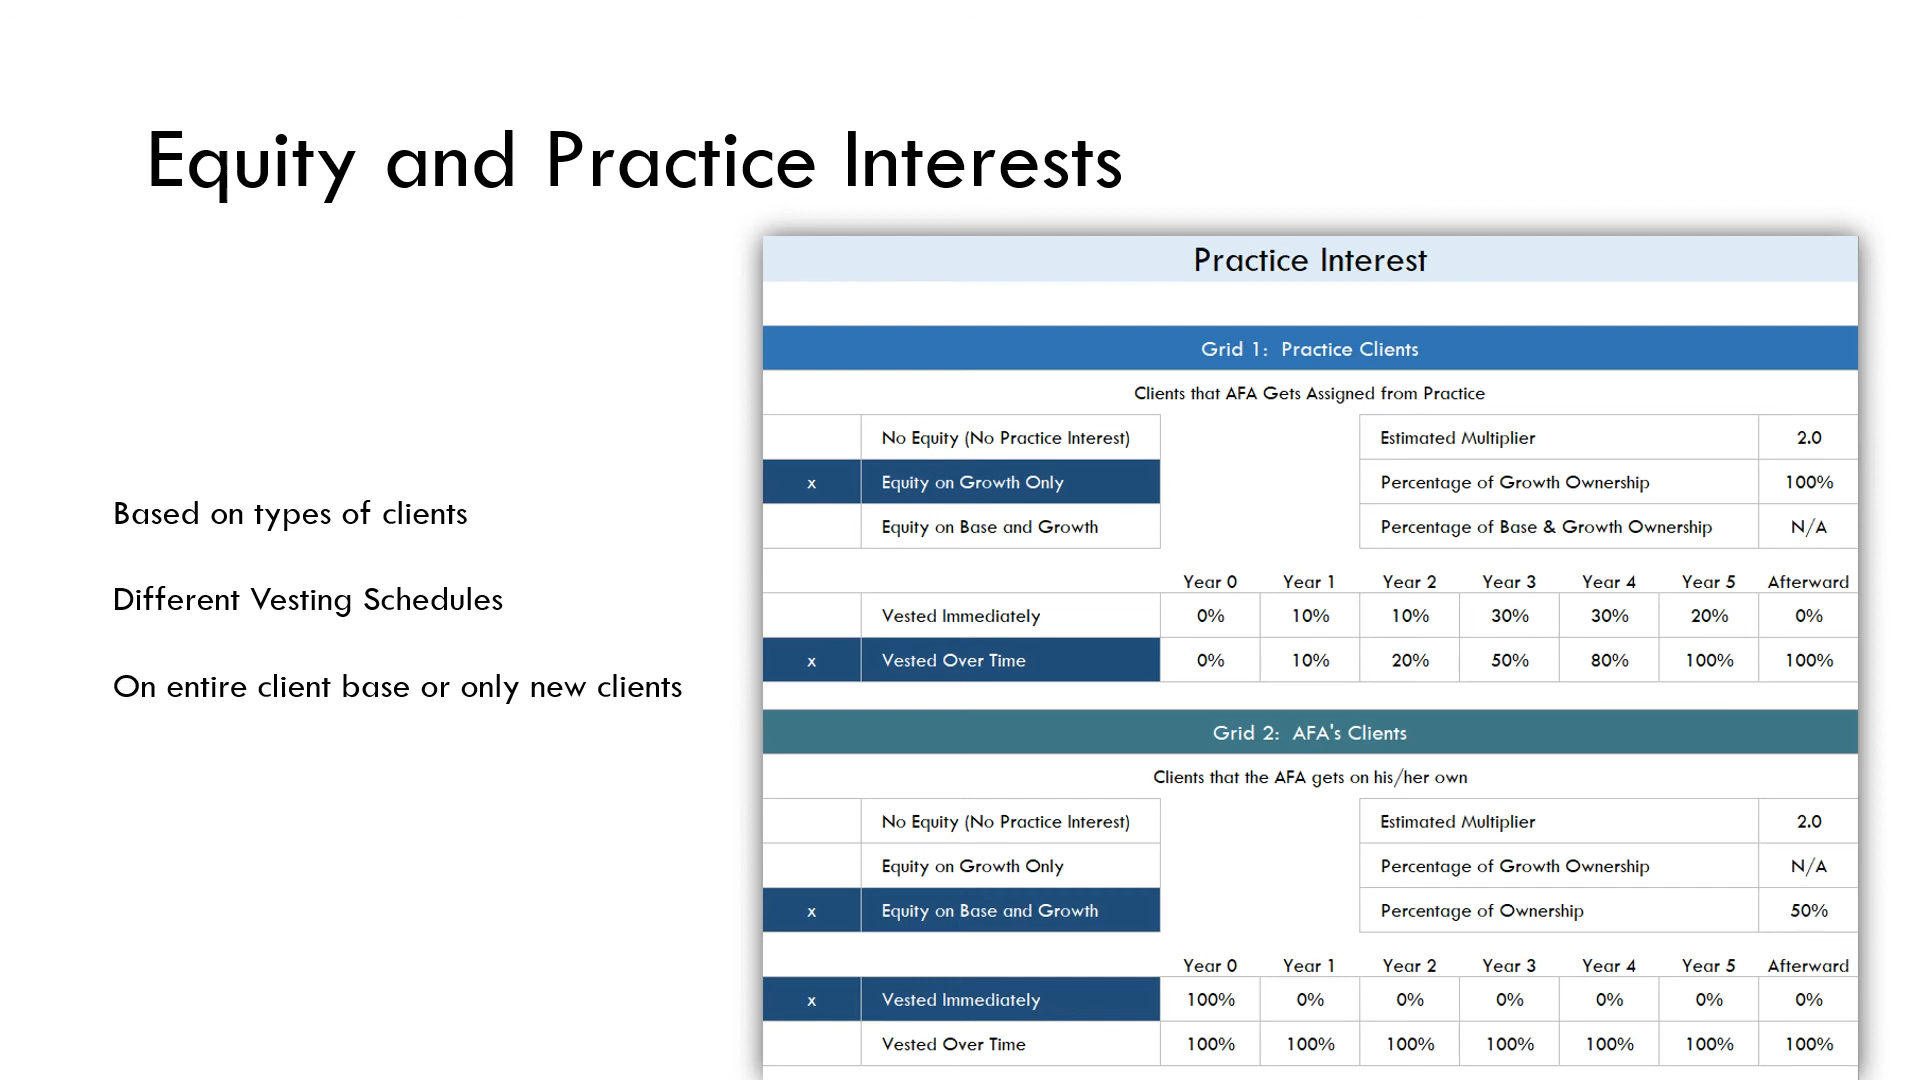 Equity and Practice Interests
Based on types of clients
Different Vesting Schedules
On entire client base or only new clients
Practice Interest
Grid 1: Practice Clients
Clients that AFA Gets Assigned from Practice
No Equity (No Practice Interest) Estimated Multiplier 2.0
x Equity on Growth Only Percentage of Growth Ownership 100%
Equity on Base and Growth Percentage of Base & Growth Ownership N/A
Year 0 Year 1 Year 2 Year 3 Year 4 Year 5 Afterward
Vested Immediately 0% 10% 10% 30% 30% 20% 0%
x Vested Over Time 0% 10% 20% 50% 80% 100% 100%
Grid 2: AFA's Clients
Clients that the AFA gets on his/her own
No Equity (No Practice Interest) Estimated Multiplier 2.0
Equity on Growth Only Percentage of Growth Ownership N/A
x Equity on Base and Growth Percentage of Ownership 50%
Year 0 Year 1 Year 2 Year 3 Year 4 Year 5 Afterward
x Vested Immediately 100% 0% 0% 0% 0% 0% 0%
Vested Over Time 100% 100% 100% 100% 100% 100% 100%